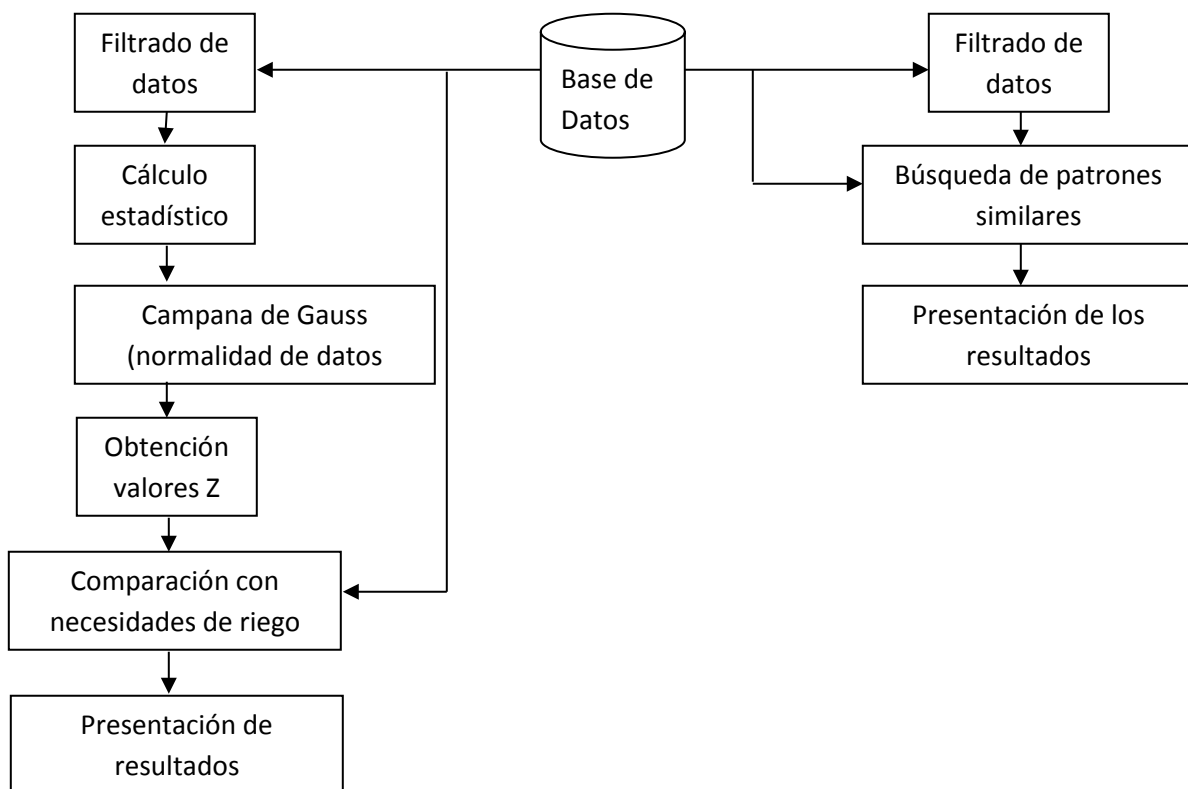 Filtrado de
datos
Cálculo
estadístico
Campana de Gauss
(normalidad de datos
Obtención
valores Z
Comparación con
necesidades de riego
Presentación de
resultados
Base de
Datos
Filtrado de
datos
Búsqueda de patrones
similares
Presentación de los
resultados